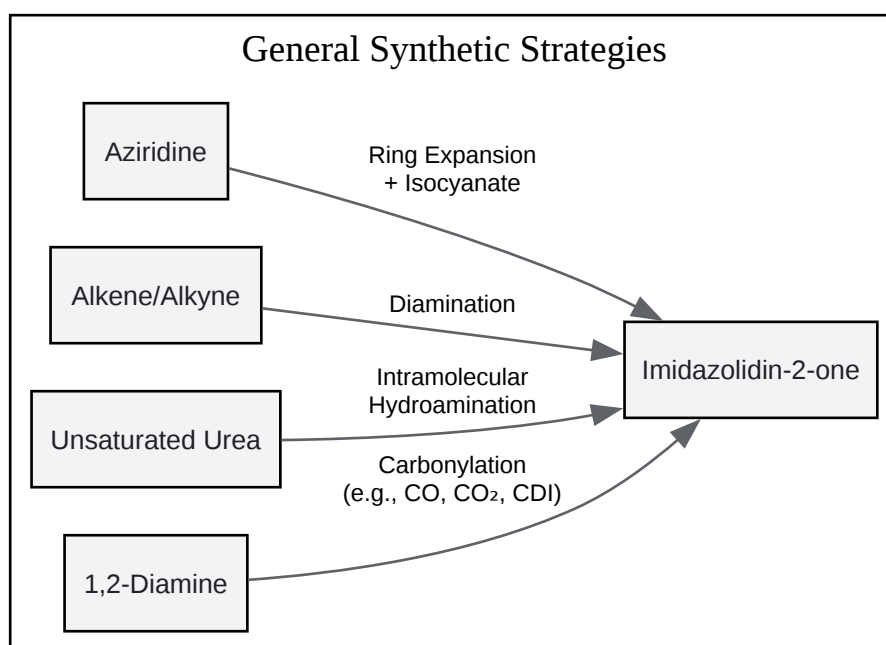 General Synthetic Strategies
Aziridine
Ring Expansion
+ Isocyanate
Alkene/Alkyne
Diamination
Imidazolidin-2-one
Intramolecular
Hydroamination
Unsaturated Urea
Carbonylation
(e.g., CO, CO₂, CDI)
1,2-Diamine